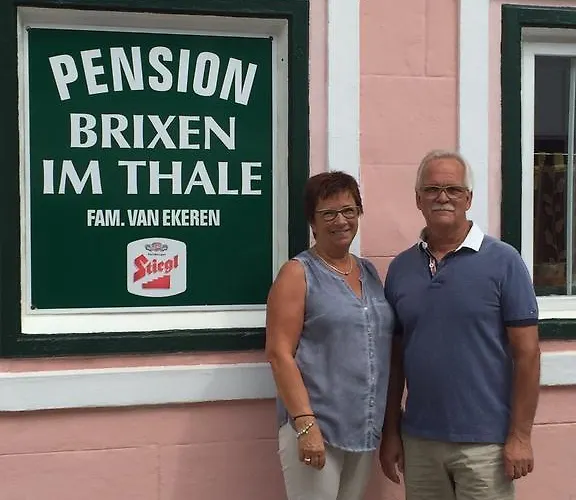 PENSION
BRIXEN
IM THALE
FAM. VAN EKEREN
Stiegl